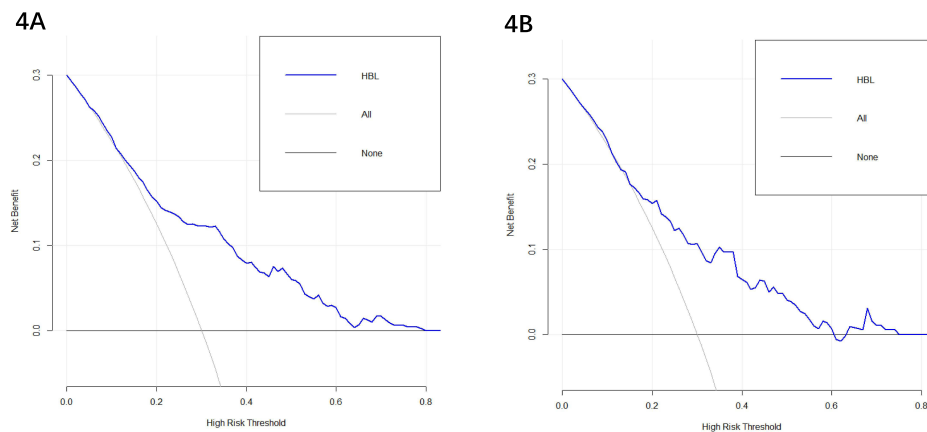 4A
HBL
All
None
Net Benefit
0.3
0.2
0.1
0.0
0.0 0.2 0.4 0.6 0.8
High Risk Threshold
4B
HBL
All
None
Net Benefit
0.3
0.2
0.1
0.0
0.0 0.2 0.4 0.6 0.8
High Risk Threshold